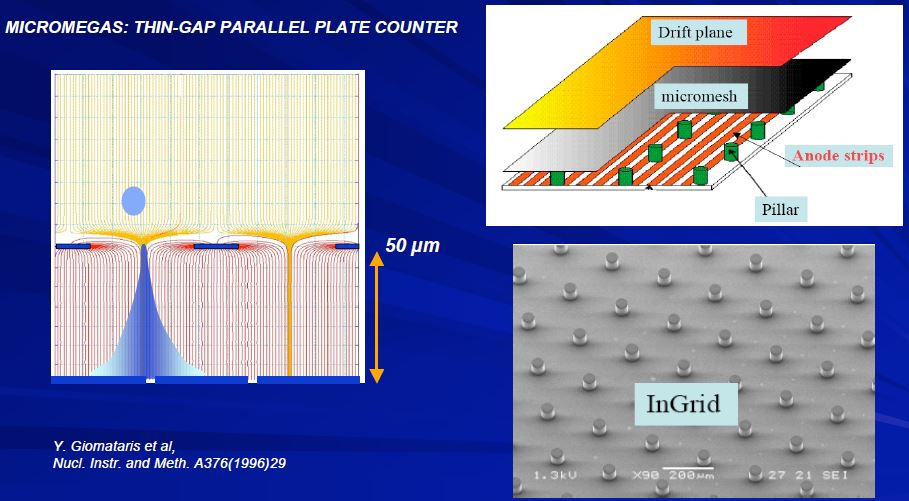 MICROMEGAS: THIN-GAP PARALLEL PLATE COUNTER
Drift plane
micromesh
Anode strips
Pillar
50 μm
InGrid
1.3kV X90 200μm 27 21 SEI
Y. Giomataris et al,
Nucl. Instr. and Meth. A376(1996)29